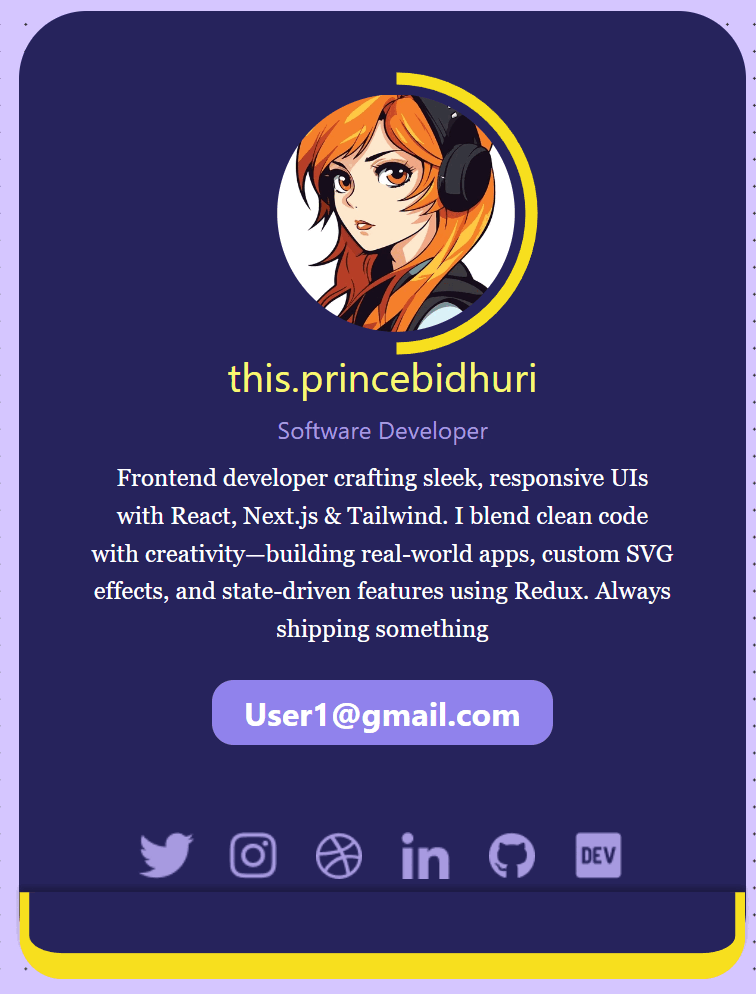 this.princebidhuri
Software Developer
Frontend developer crafting sleek, responsive UIs
with React, Next.js & Tailwind. I blend clean code
with creativity—building real-world apps, custom SVG
effects, and state-driven features using Redux. Always
shipping something
User1@gmail.com
in
DEV